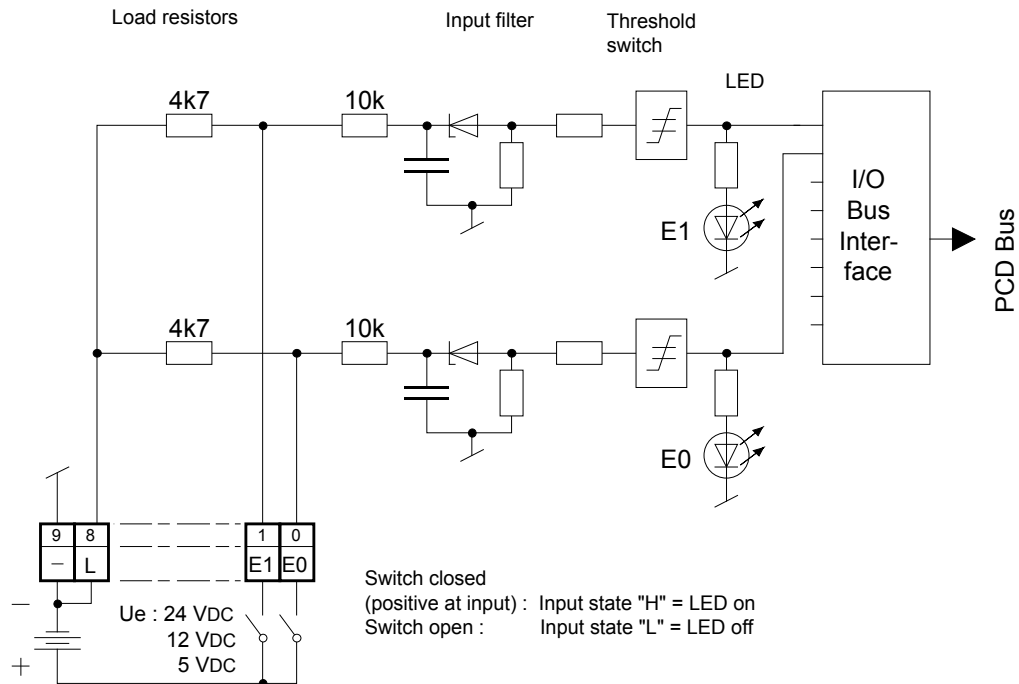 Load resistors
Input filter
Threshold
switch
LED
4k7
10k
E1
I/O
Bus
Inter-
face
PCD Bus
4k7
10k
E0
9 8
– L
1 0
E1 E0
–
+
Ue : 24 VDC
12 VDC
5 VDC
Switch closed
(positive at input) : Input state "H" = LED on
Switch open : Input state "L" = LED off